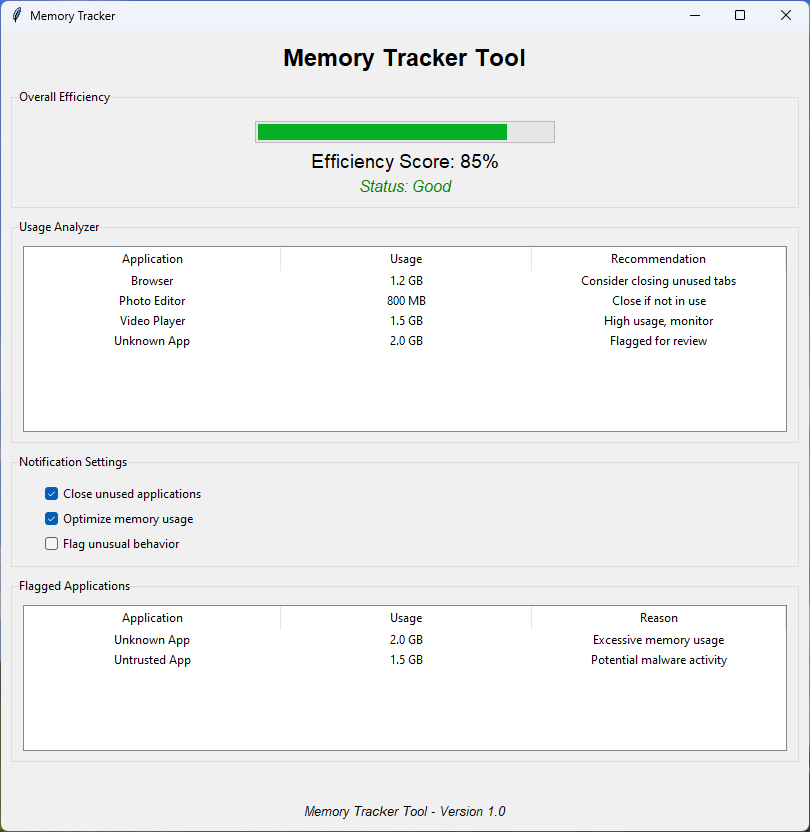 Memory Tracker
Memory Tracker Tool
Overall Efficiency
Efficiency Score: 85%
Status: Good
Usage Analyzer
Application Usage Recommendation
Browser 1.2 GB Consider closing unused tabs
Photo Editor 800 MB Close if not in use
Video Player 1.5 GB High usage, monitor
Unknown App 2.0 GB Flagged for review
Notification Settings
Close unused applications
Optimize memory usage
Flag unusual behavior
Flagged Applications
Application Usage Reason
Unknown App 2.0 GB Excessive memory usage
Untrusted App 1.5 GB Potential malware activity
Memory Tracker Tool - Version 1.0